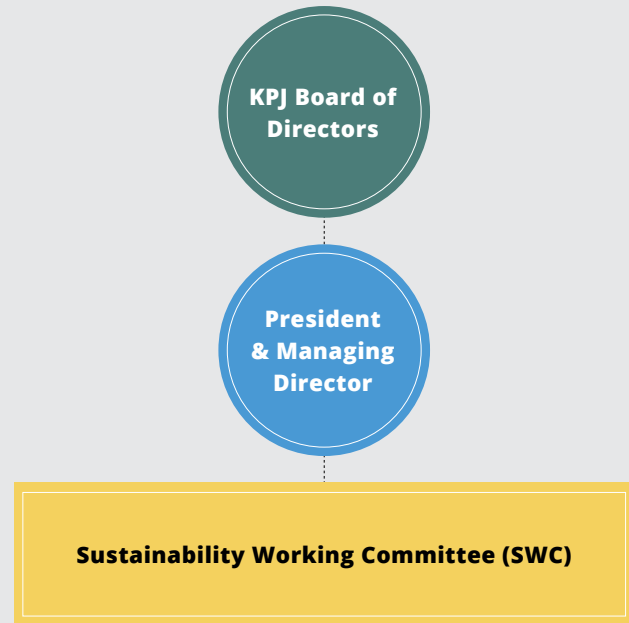 KPJ Board of
Directors
President
& Managing
Director
Sustainability Working Committee (SWC)